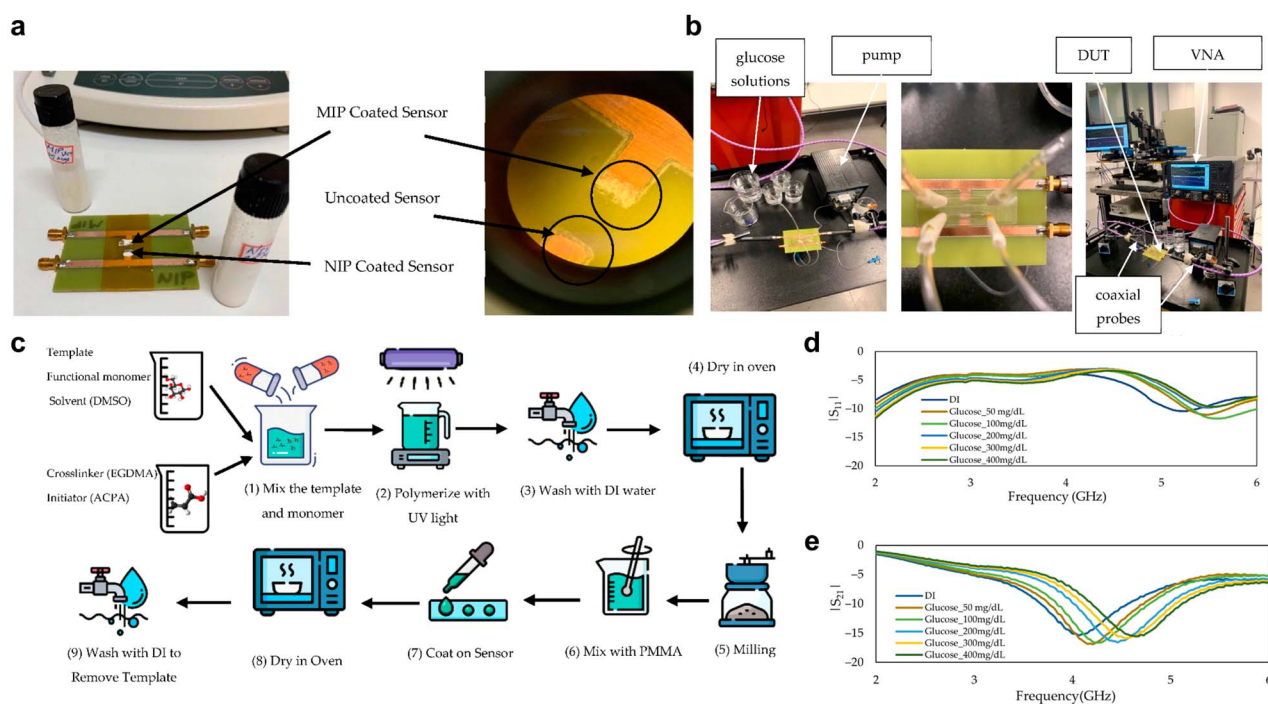 a
MIP Coated Sensor
Uncoated Sensor
NIP Coated Sensor
NIP
b
glucose
solutions
pump
DUT
VNA
coaxial
probes
c
Template
Functional monomer
Solvent (DMSO)
Crosslinker (EGDMA)
Initiator (ACPA)
(1) Mix the template
and monomer
(2) Polymerize with
UV light
(3) Wash with DI water
(4) Dry in oven
(5) Milling
(6) Mix with PMMA
(7) Coat on Sensor
(8) Dry in Oven
(9) Wash with DI to
Remove Template
d
|S11|
0
−5
−10
−15
−20
DI
Glucose_50 mg/dL
Glucose_100mg/dL
Glucose_200mg/dL
Glucose_300mg/dL
Glucose_400mg/dL
2 3 4 5 6
Frequency (GHz)
e
|S21|
0
−5
−10
−15
−20
DI
Glucose_50 mg/dL
Glucose_100mg/dL
Glucose_200mg/dL
Glucose_300mg/dL
Glucose_400mg/dL
2 3 4 5 6
Frequency(GHz)